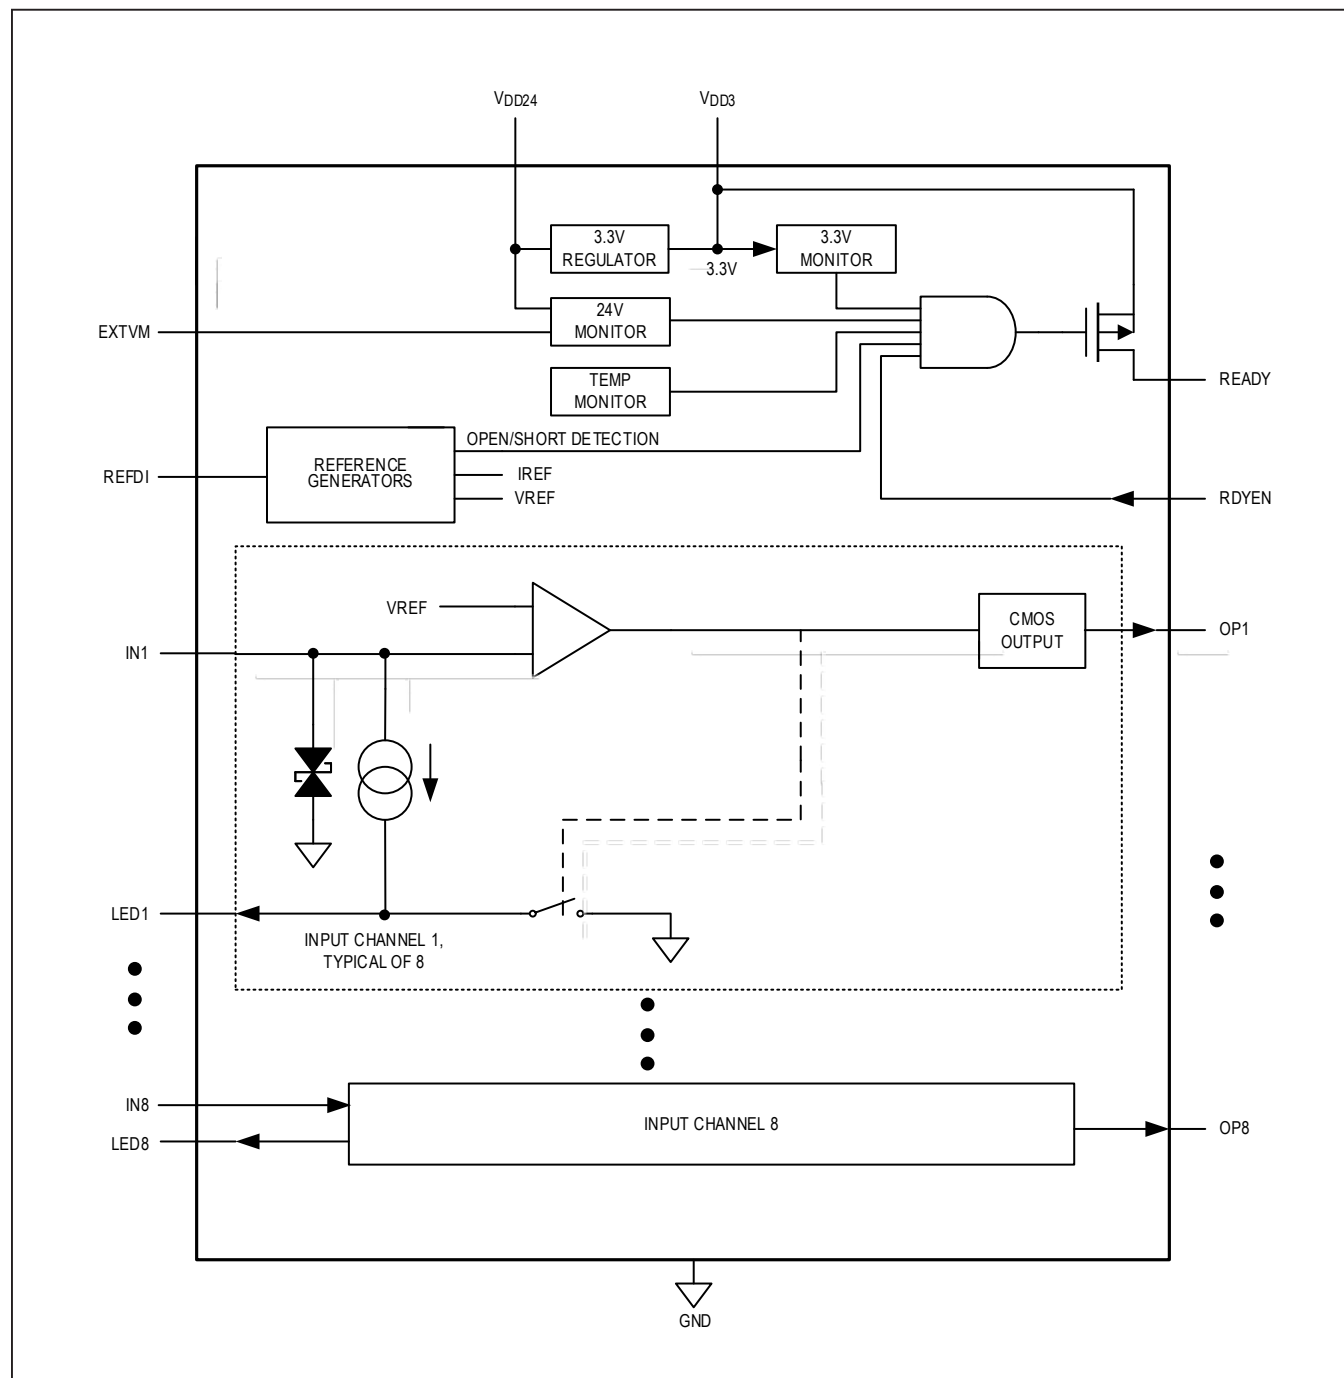 VDD24
VDD3
3.3V
REGULATOR
3.3V
MONITOR
3.3V
24V
MONITOR
EXTVM
TEMP
MONITOR
READY
OPEN/SHORT DETECTION
REFERENCE
GENERATORS
REFDI
IREF
VREF
RDYEN
VREF
CMOS
OUTPUT
OP1
IN1
LED1
INPUT CHANNEL 1,
TYPICAL OF 8
IN8
INPUT CHANNEL 8
OP8
LED8
GND